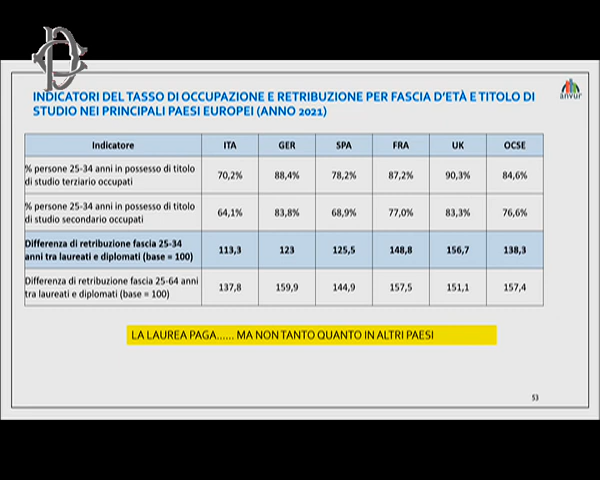 anvur
INDICATORI DEL TASSO DI OCCUPAZIONE E RETRIBUZIONE PER FASCIA D'ETÀ E TITOLO DI
STUDIO NEI PRINCIPALI PAESI EUROPEI (ANNO 2021)
Indicatore ITA GER SPA FRA UK OCSE
% persone 25-34 anni in possesso di titolo
di studio terziario occupati 70,2% 88,4% 78,2% 87,2% 90,3% 84,6%
% persone 25-34 anni in possesso di titolo
di studio secondario occupati 64,1% 83,8% 68,9% 77,0% 83,3% 76,6%
Differenza di retribuzione fascia 25-34
anni tra laureati e diplomati (base = 100) 113,3 123 125,5 148,8 156,7 138,3
Differenza di retribuzione fascia 25-64 anni
tra laureati e diplomati (base = 100) 137,8 159,9 144,9 157,5 151,1 157,4
LA LAUREA PAGA...... MA NON TANTO QUANTO IN ALTRI PAESI
53